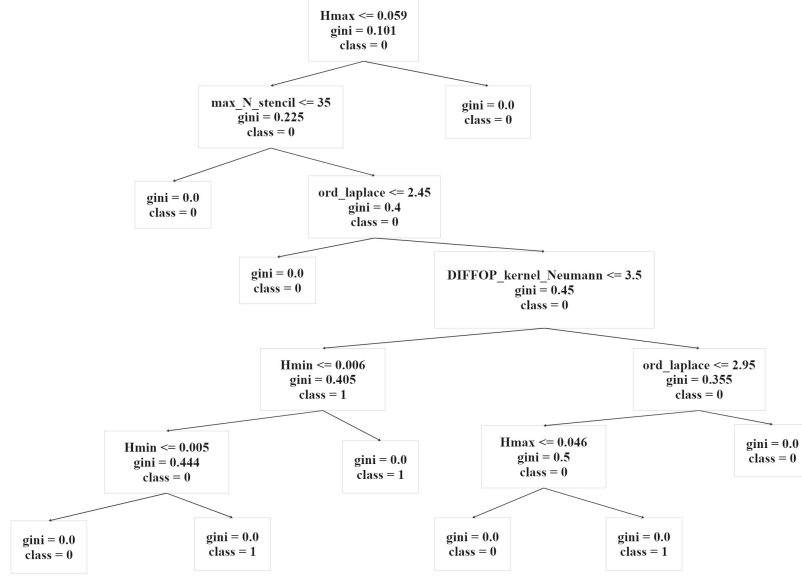 Hmax <= 0.059
gini = 0.101
class = 0
max_N_stencil <= 35
gini = 0.225
class = 0
gini = 0.0
class = 0
gini = 0.0
class = 0
ord_laplace <= 2.45
gini = 0.4
class = 0
gini = 0.0
class = 0
DIFFOP_kernel_Neumann <= 3.5
gini = 0.45
class = 0
Hmin <= 0.006
gini = 0.405
class = 1
ord_laplace <= 2.95
gini = 0.355
class = 0
Hmin <= 0.005
gini = 0.444
class = 0
gini = 0.0
class = 1
Hmax <= 0.046
gini = 0.5
class = 0
gini = 0.0
class = 0
gini = 0.0
class = 0
gini = 0.0
class = 1
gini = 0.0
class = 0
gini = 0.0
class = 1